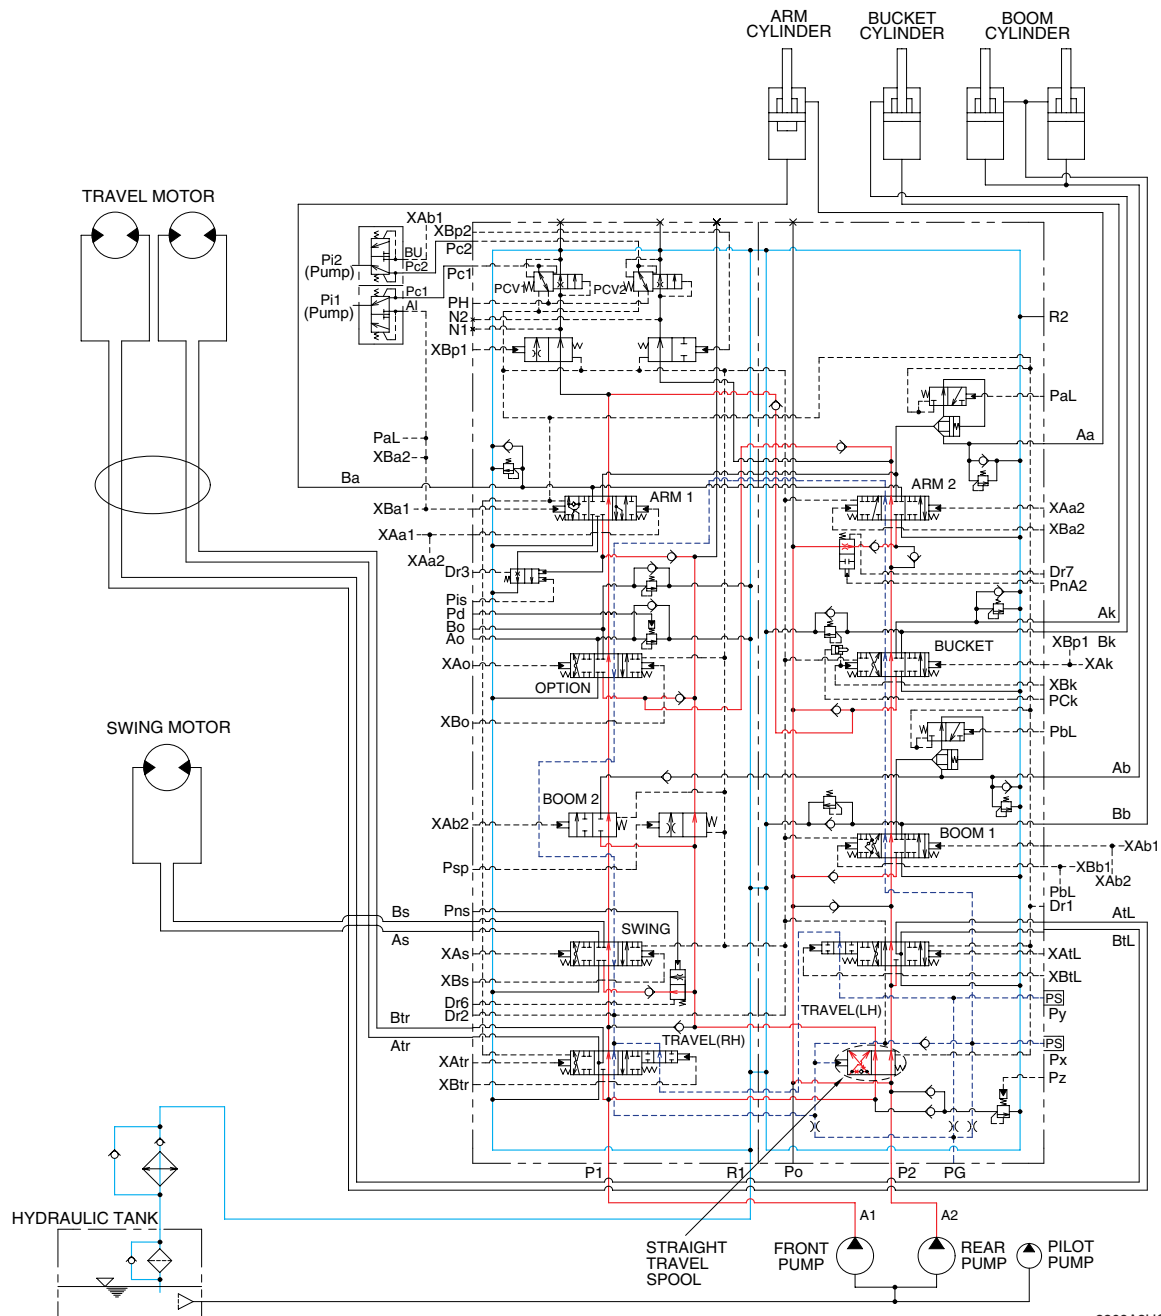 ARM
CYLINDER
BUCKET
CYLINDER
BOOM
CYLINDER
TRAVEL MOTOR
XAb1
XBp2
Pc2
Pc1
BU
Pc2
Pi2
(Pump)
Pc1
AI
Pi1
(Pump)
PCV1
PCV2
PH
N2
N1
XBp1
R2
PaL
Aa
PaL
XBa2
Ba
ARM 1
ARM 2
XBa1
XAa1
XAa2
XAa2
XBa2
Dr3
Pis
Pd
Bo
Ao
Dr7
PnA2
Ak
XAo
OPTION
BUCKET
XBp1 Bk
XAk
XBk
PCk
XBo
PbL
SWING MOTOR
BOOM 2
Ab
Bb
XAb2
BOOM 1
XAb1
XBb1
XAb2
Psp
PbL
Dr1
Bs
Pns
AtL
As
SWING
BtL
XAs
XAtL
XBs
XBtL
Dr6
Dr2
TRAVEL(LH)
PS
Py
Btr
Atr
TRAVEL(RH)
PS
XAtr
Px
XBtr
Pz
P1
R1
Po
P2
PG
HYDRAULIC TANK
A1
A2
STRAIGHT
TRAVEL
SPOOL
FRONT
PUMP
REAR
PUMP
PILOT
PUMP